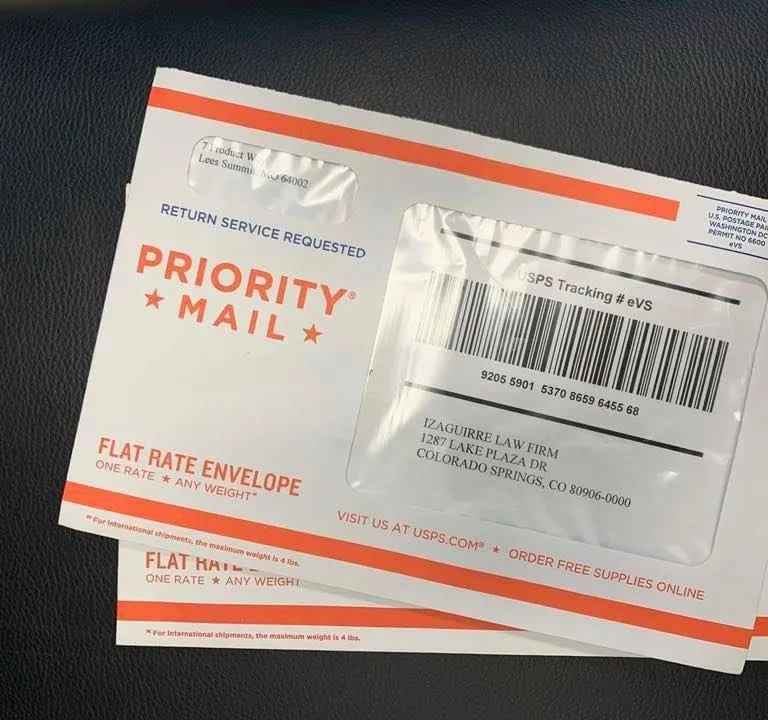 7 Product W
Lees Summit, MO 64002
RETURN SERVICE REQUESTED
PRIORITY®
★ MAIL ★
FLAT RATE ENVELOPE
ONE RATE ★ ANY WEIGHT*
PRIORITY MAIL
U.S. POSTAGE PAI
WASHINGTON DC
PERMIT NO 6600
eVS
USPS Tracking # eVS
9205 5901 5370 8659 6455 68
IZAGUIRRE LAW FIRM
1287 LAKE PLAZA DR
COLORADO SPRINGS, CO 80906-0000
VISIT US AT USPS.COM® ★ ORDER FREE SUPPLIES ONLINE
* For International shipments, the maximum weight is 4 lbs.
FLAT RATE
ONE RATE ★ ANY WEIGHT
* For International shipments, the maximum weight is 4 lbs.